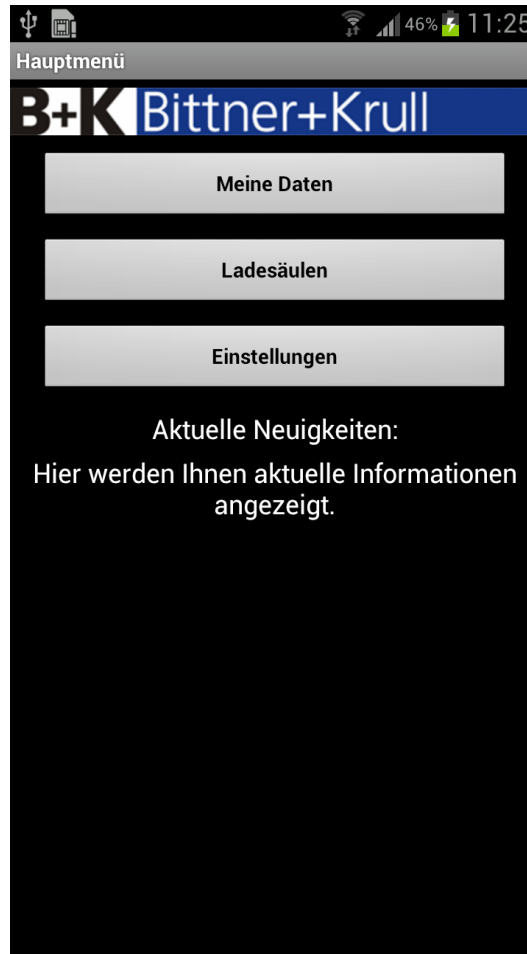 46% 11:25
Hauptmenü
B+K Bittner+Krull
Meine Daten
Ladesäulen
Einstellungen
Aktuelle Neuigkeiten:
Hier werden Ihnen aktuelle Informationen
angezeigt.